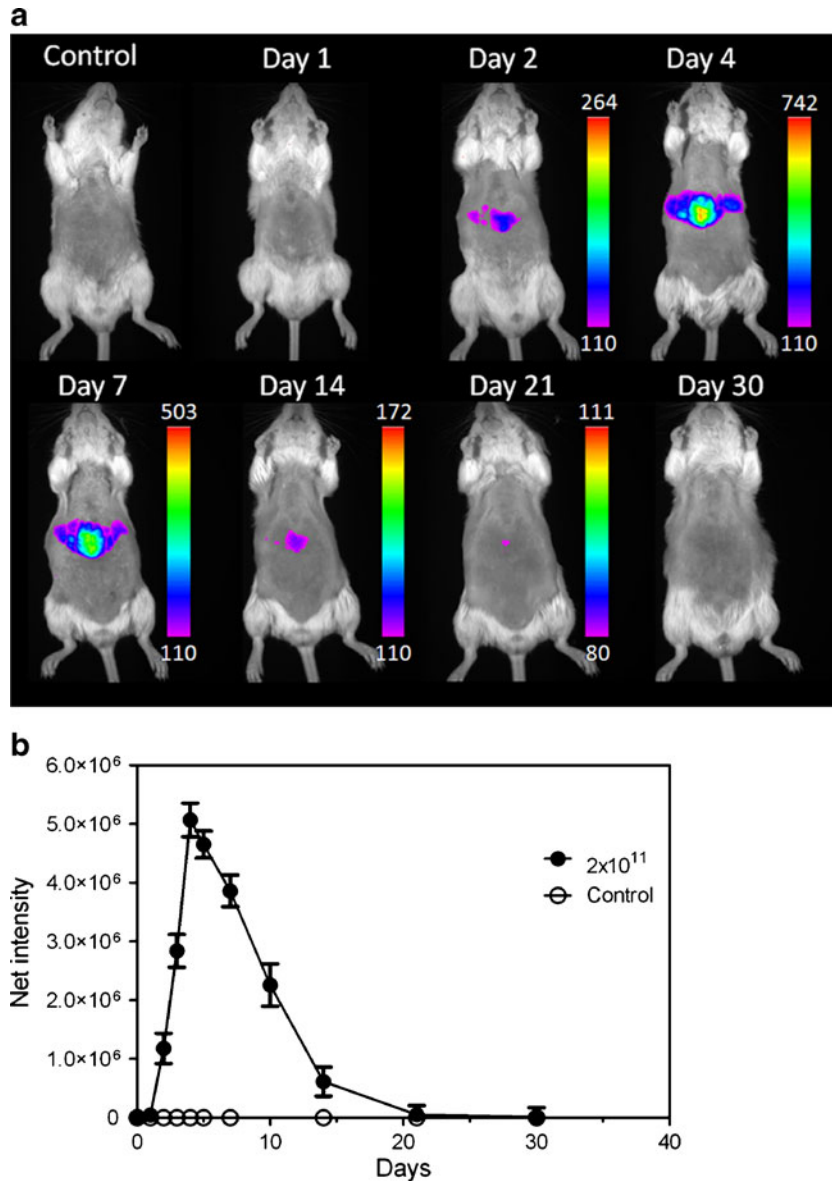 a
Control Day 1 Day 2 Day 4
264 742
110 110
Day 7 Day 14 Day 21 Day 30
503 172 111
110 110 80
b
6.0×10⁶
5.0×10⁶
4.0×10⁶
3.0×10⁶
2.0×10⁶
1.0×10⁶
0
Net intensity
2x10¹¹
Control
0 10 20 30 40
Days